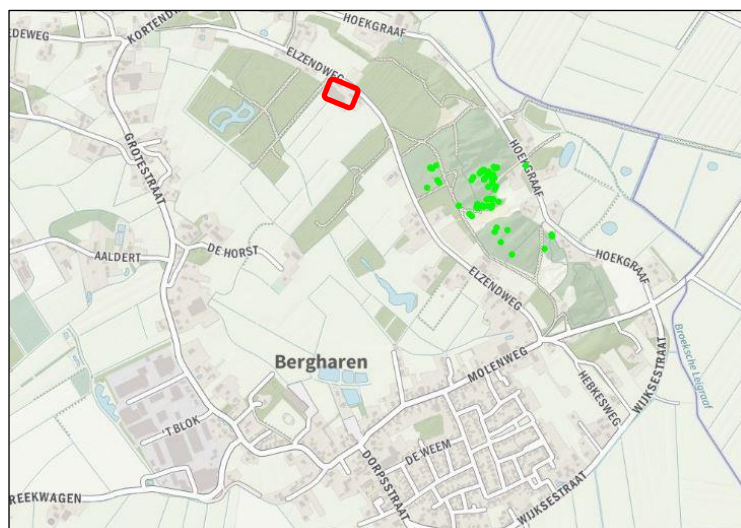 EDEWEG
KORTEND
HOEKGRAAF
ELZENDWEG
GROTESTRAAT
HOEKGRAAF
DE HORST
AALDERT
HOEKGRAAF
ELZENDWEG
Bergharen
MOLENWEG
Broeksche Leigraaf
HEBKESWEG
WIJKSESTRAAT
'T BLOK
DE WEEM
DORPSSTRAAT
REEKWAGEN
WIJKSESTRAAT